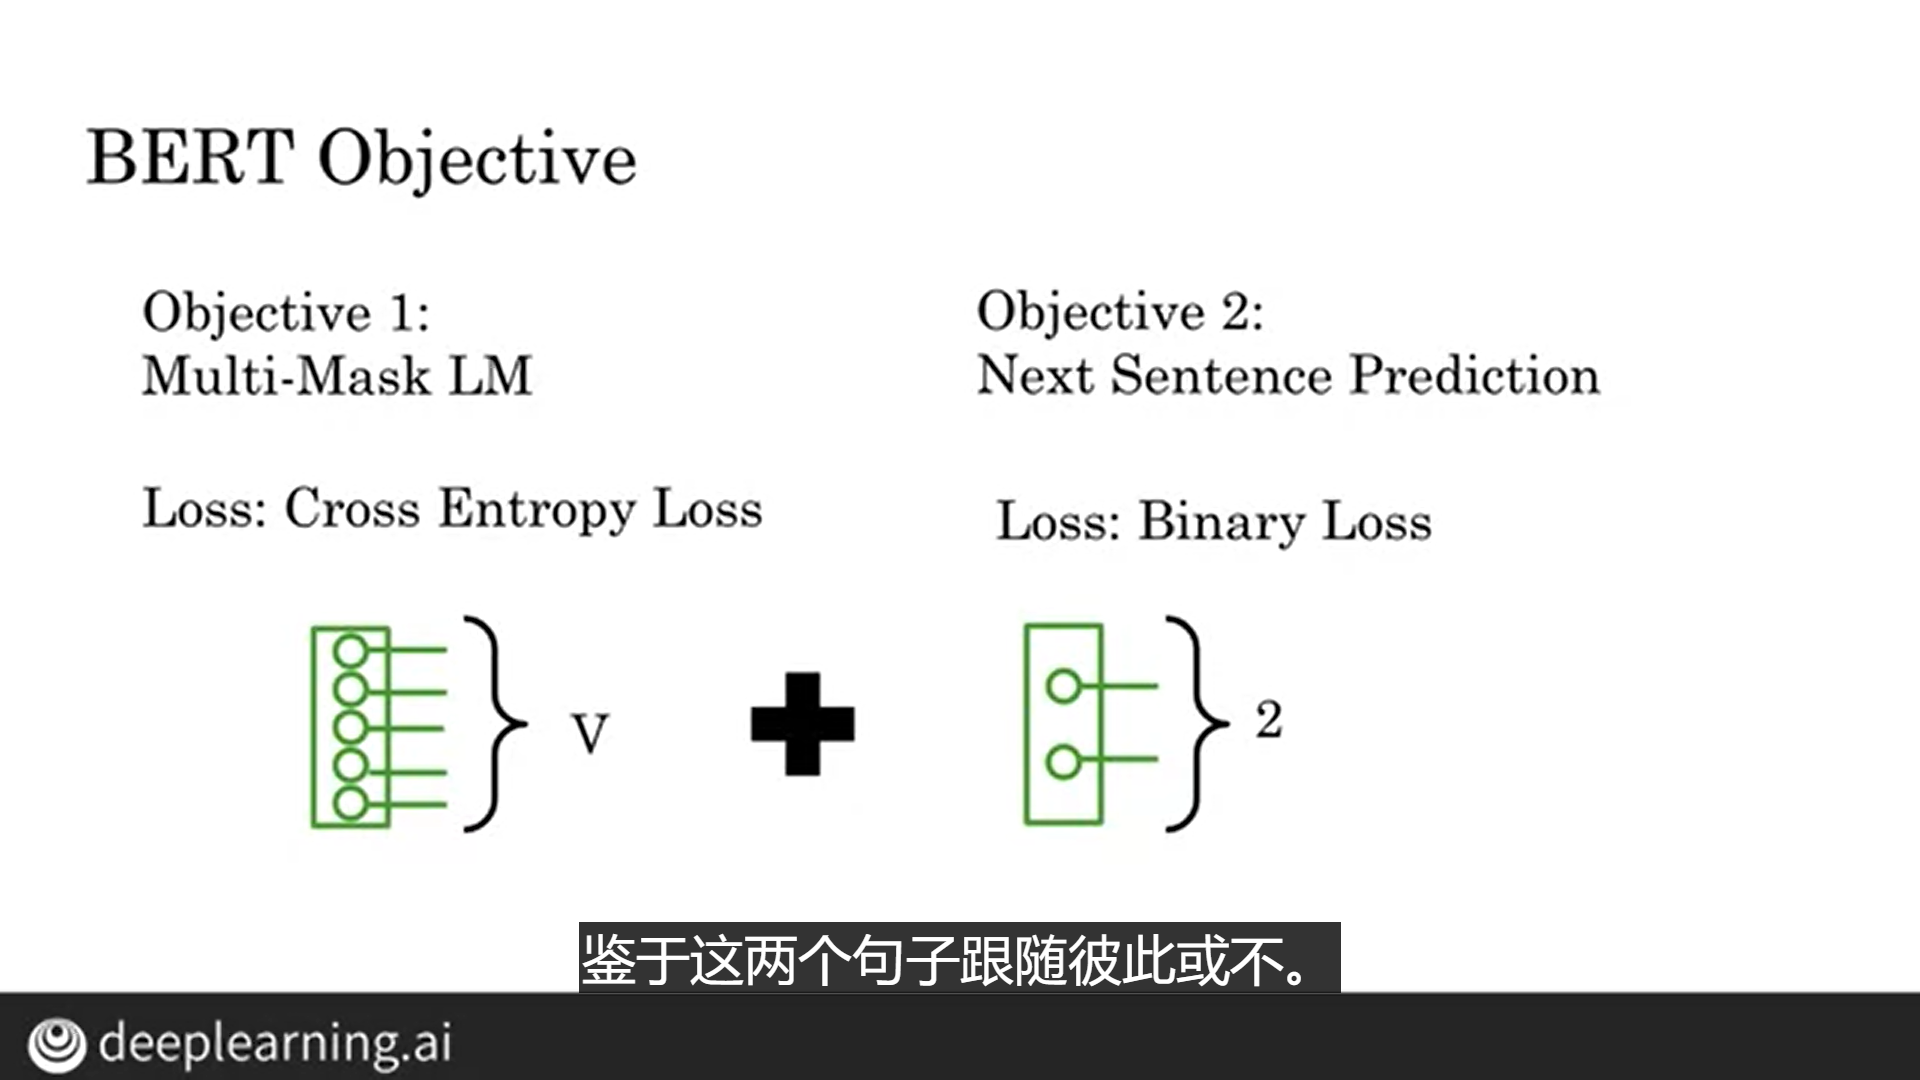 BERT Objective
Objective 1:
Multi-Mask LM
Loss: Cross Entropy Loss
V
Objective 2:
Next Sentence Prediction
Loss: Binary Loss
2
鉴于这两个句子跟随彼此或不。
deeplearning.ai